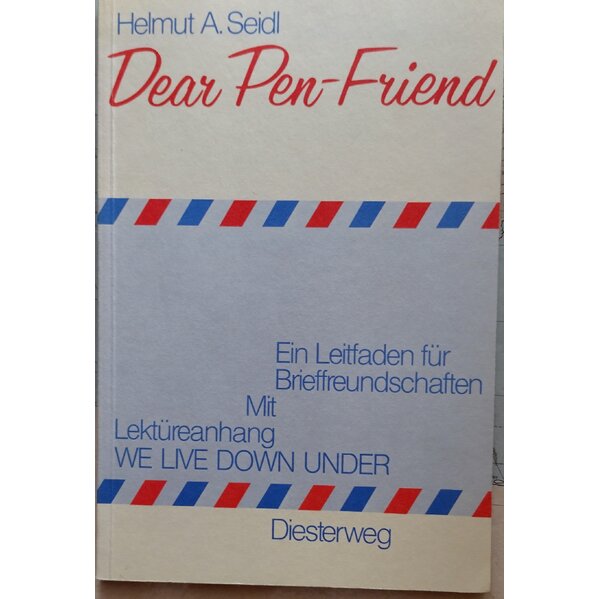 Helmut A. Seidl
Dear Pen-Friend
Ein Leitfaden für
Brieffreundschaften
Mit
Lektüreanhang
WE LIVE DOWN UNDER
Diesterweg